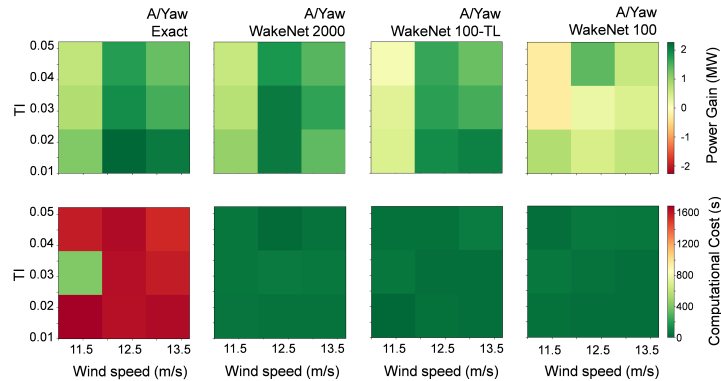 A/Yaw
Exact
A/Yaw
WakeNet 2000
A/Yaw
WakeNet 100-TL
A/Yaw
WakeNet 100
TI
0.05
0.04
0.03
0.02
0.01
2
1
0
-1
-2
Power Gain (MW)
TI
0.05
0.04
0.03
0.02
0.01
1600
1200
800
400
0
Computational Cost (s)
11.5 12.5 13.5
11.5 12.5 13.5
11.5 12.5 13.5
11.5 12.5 13.5
Wind speed (m/s)
Wind speed (m/s)
Wind speed (m/s)
Wind speed (m/s)